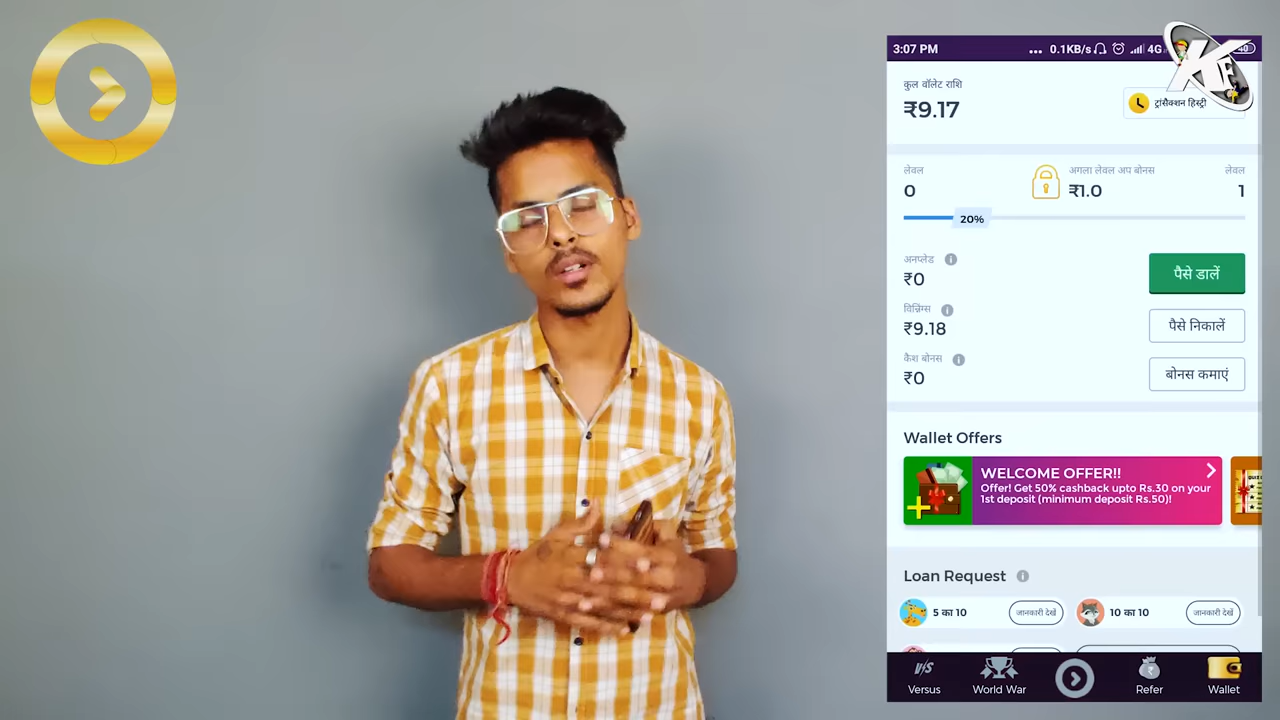 3:07 PM
... 0.1KB/s 4G 40
KF
कुल वॉलेट राशि
₹9.17
ट्रांसैक्शन हिस्ट्री
लेवल
0
अगला लेवल अप बोनस
₹1.0
लेवल
1
20%
अनप्लेड
₹0
पैसे डालें
विन्निंग्स
₹9.18
पैसे निकालें
कैश बोनस
₹0
बोनस कमाएं
Wallet Offers
WELCOME OFFER!!
Offer! Get 50% cashback upto Rs.30 on your
1st deposit (minimum deposit Rs.50)!
Loan Request
5 का 10
जानकारी देखें
10 का 10
जानकारी देखें
V/S
Versus
World War
Refer
Wallet